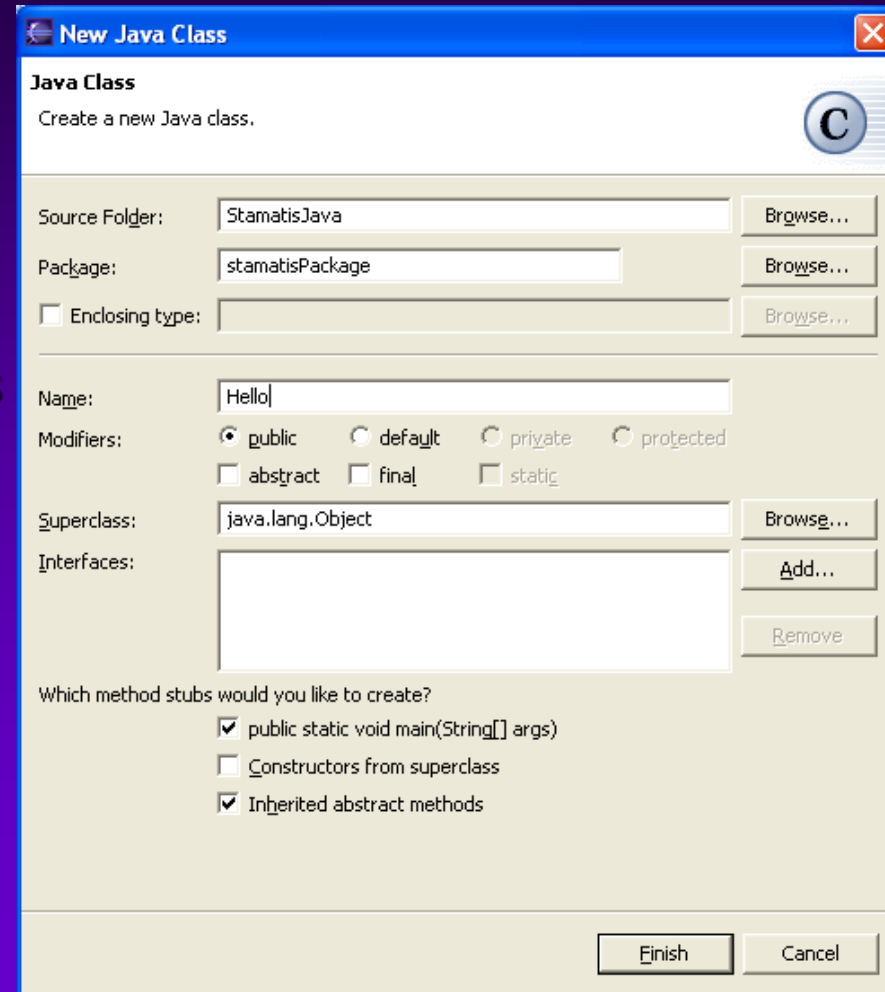 New Java Class
Java Class
Create a new Java class.
C
Source Folder: StamatisJava Browse...
Package: stamatisPackage Browse...
Enclosing type: Browse...
Name: Hello
Modifiers: public default private protected
abstract final static
Superclass: java.lang.Object Browse...
Interfaces: Add...
Remove
Which method stubs would you like to create?
public static void main(String[] args)
Constructors from superclass
Inherited abstract methods
Finish Cancel